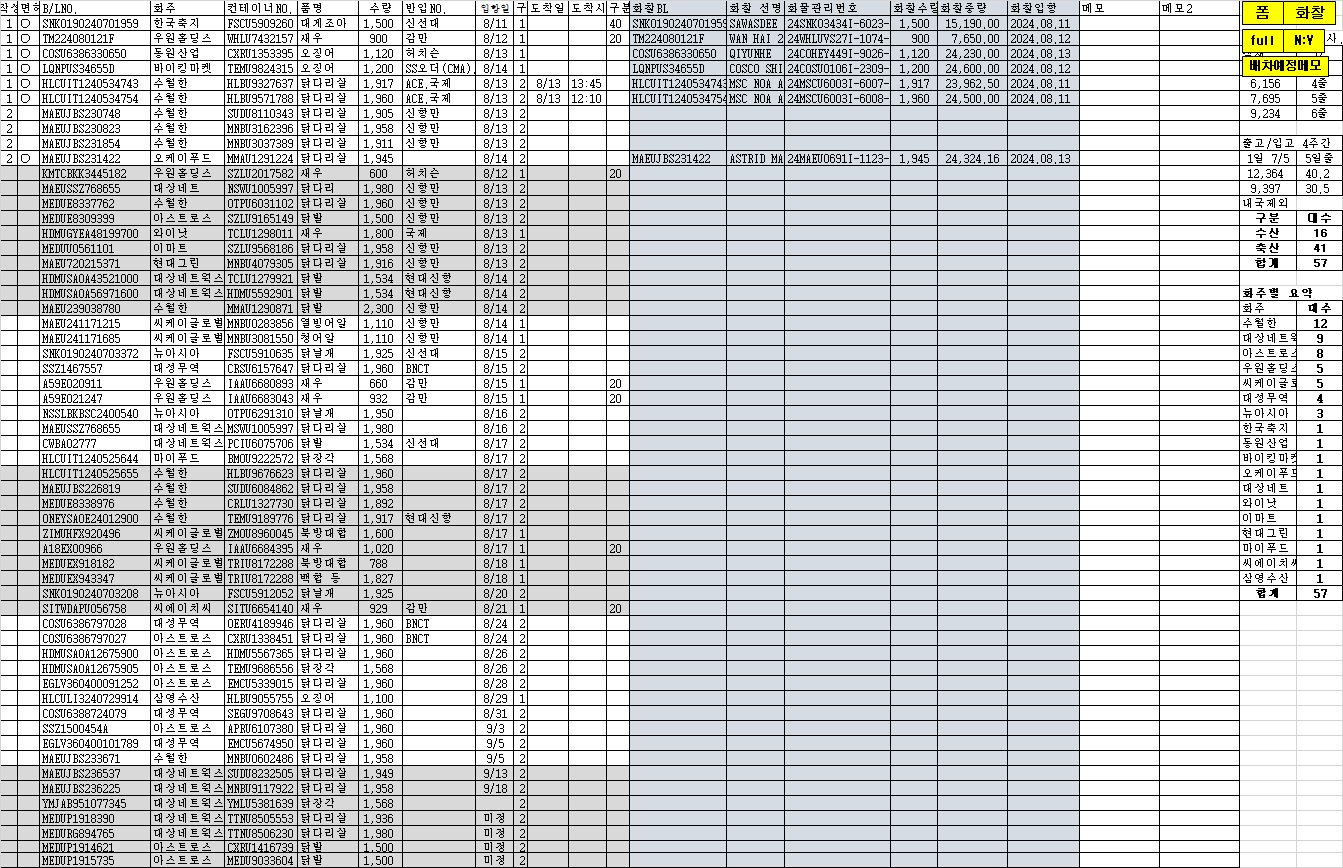 작성 면허 B/LNO. 화주 컨테이너NO. 품명 수량 반입NO. 입항일 구 도착일 도착시 구분 화찰BL 화찰 선명 화물관리번호 화찰수량 화찰중량 화찰입항 메모 메모2 폼 화찰
1 O SNK0190240701959 한국축지 FSCU5909260 대게조아 1,500 신선대 8/11 1 40 SNK0190240701959 SAWASDEE 24SNK03434I-6023- 1,500 15,190.00 2024.08.11
1 O TM224080121F 우원홀딩스 WHLU7432157 새우 900 감만 8/12 1 20 TM224080121F WAN HAI 2 24WHLUVS27I-1074- 900 7,650.00 2024.08.12 full N:Y 사.
1 O COSU6386330650 동원산업 CXRU1353395 오징어 1,120 허치슨 8/13 1 COSU6386330650 QIYUNHE 24COHEY449I-9026- 1,120 24,230.00 2024.08.13
1 O LQNPUS34655D 바이킹마켓 TEMU9824315 오징어 1,200 SS오더(CMA). 8/14 1 LQNPUS34655D COSCO SHI 24COSU0106I-2309- 1,200 24,600.00 2024.08.12 배차예정메모
1 O HLCUIT1240534743 수월한 HLBU9327637 닭다리살 1,917 ACE.국제 8/13 2 8/13 13:45 HLCUIT1240534743 MSC NOA A 24MSCU6003I-6007- 1,917 23,962.50 2024.08.11 6,156 4줄
1 O HLCUIT1240534754 수월한 HLBU9571788 닭다리살 1,960 ACE.국제 8/13 2 8/13 12:10 HLCUIT1240534754 MSC NOA A 24MSCU6003I-6008- 1,960 24,500.00 2024.08.11 7,695 5줄
2 MAEUJBS230748 수월한 SUDU8110343 닭다리살 1,905 신항만 8/13 2 9,234 6줄
2 MAEUJBS230823 수월한 MNBU3162396 닭다리살 1,958 신항만 8/13 2
2 MAEUJBS231854 수월한 MNBU3037389 닭다리살 1,911 신항만 8/13 2 출고/입고 4주간
2 O MAEUJBS231422 오케이푸드 MMAU1291224 닭다리살 1,945 8/14 2 MAEUJBS231422 ASTRID MA 24MAEU0691I-1123- 1,945 24,324.16 2024.08.13 1일 7/5 5일줄
KMTCBKK3445182 우원홀딩스 SZLU2017582 새우 600 허치슨 8/12 1 20 12,364 40.2
MAEUSSZ768655 대상네트 NSWU1005997 닭다리 1,980 신항만 8/13 2 9,397 30.5
MEDUE8337762 수월한 OTPU6031102 닭다리살 1,960 신항만 8/13 2 내국제외
MEDUE8309399 아스트로스 SZLU9165149 닭발 1,500 신항만 8/13 2 구분 대수
HDMUGYEA48199700 와이낫 TCLU1298011 새우 1,800 국제 8/13 1 수산 16
MEDUU0561101 이마트 SZLU9568186 닭다리살 1,958 신항만 8/13 2 축산 41
MAEU720215371 현대그린 MNBU4079305 닭다리살 1,916 신항만 8/13 2 합계 57
HDMUSA0A43521000 대상네트웍스 TCLU1279921 닭발 1,534 현대신항 8/14 2
HDMUSA0A56971600 대상네트웍스 HDMU5592901 닭발 1,534 현대신항 8/14 2 화주별 요약
MAEU239038780 수월한 MMAU1290871 닭발 2,300 신항만 8/14 2 화주 대수
MAEU241171215 씨케이글로벌 MNBU0283856 열빙어알 1,110 신항만 8/14 1 수월한 12
MAEU241171685 씨케이글로벌 MNBU3081550 청어알 1,110 신항만 8/14 1 대상네트웍 9
SNK0190240703372 뉴아시아 FSCU5910635 닭날개 1,925 신선대 8/15 2 아스트로스 8
SSZ1467557 대성무역 CRSU6157647 닭다리살 1,960 BNCT 8/15 2 우원홀딩스 5
A59E020911 우원홀딩스 IAAU6680893 새우 660 감만 8/15 1 20 씨케이글로 5
A59E021247 우원홀딩스 IAAU6683043 새우 932 감만 8/15 1 20 대성무역 4
NSSLBKBSC2400540 뉴아시아 OTPU6291310 닭날개 1,950 8/16 2 뉴아시아 3
MAEUSSZ768655 대상네트웍스 MSWU1005997 닭다리살 1,980 8/16 2 한국축지 1
CWBA02777 대상네트웍스 PCIU6075706 닭발 1,534 신선대 8/17 2 동원산업 1
HLCUIT1240525644 마이푸드 BMOU9222572 닭장각 1,568 8/17 2 바이킹마켓 1
HLCUIT1240525655 수월한 HLBU9676623 닭다리살 1,960 8/17 2 오케이푸드 1
MAEUJBS226819 수월한 SUDU6084862 닭다리살 1,958 8/17 2 대상네트 1
MEDUE8338976 수월한 CRLU1327730 닭다리살 1,892 8/17 2 와이낫 1
ONEYSAOE24012900 수월한 TEMU9189776 닭다리살 1,917 현대신항 8/17 2 이마트 1
ZIMUHFX920496 씨케이글로벌 ZMOU8960045 북방대합 1,600 8/17 1 현대그린 1
A18EX00966 우원홀딩스 IAAU6684395 새우 1,020 8/17 1 20 마이푸드 1
MEDUEX918182 씨케이글로벌 TRIU8172288 북방대합 788 8/18 1 씨에이치씨 1
MEDUEX943347 씨케이글로벌 TRIU8172288 백합 등 1,827 8/18 1 삼영수산 1
SNK0190240703208 뉴아시아 FSCU5912052 닭날개 1,925 8/20 2 합계 57
SITWDAPU056758 씨에이치씨 SITU6654140 새우 929 감만 8/21 1 20
COSU6386797028 대성무역 OERU4189946 닭다리살 1,960 BNCT 8/24 2
COSU6386797027 아스트로스 CXRU1338451 닭다리살 1,960 BNCT 8/24 2
HDMUSA0A12675900 아스트로스 HDMU5567365 닭다리살 1,960 8/26 2
HDMUSA0A12675905 아스트로스 TEMU9686556 닭장각 1,568 8/26 2
EGLV360400091252 아스트로스 EMCU5339015 닭다리살 1,960 8/28 2
HLCULI3240729914 삼영수산 HLBU9055755 오징어 1,100 8/29 1
COSU6388724079 대성무역 SEGU9708643 닭다리살 1,960 8/31 2
SSZ1500454A 아스트로스 APRU6107380 닭다리살 1,960 9/3 2
EGLV360400101789 대성무역 EMCU5674950 닭다리살 1,960 9/5 2
MAEUJBS233671 수월한 MNBU0602486 닭다리살 1,958 9/5 2
MAEUJBS236537 대상네트웍스 SUDU8232505 닭다리살 1,949 9/13 2
MAEUJBS236225 대상네트웍스 MNBU9117922 닭다리살 1,958 9/18 2
YMJAB951077345 대상네트웍스 YMLU5381639 닭장각 1,568 2
MEDUP1918390 대상네트웍스 TTNU8505553 닭다리살 1,936 미정 2
MEDURG894765 대상네트웍스 TTNU8506230 닭다리살 1,980 미정 2
MEDUP1914621 아스트로스 CXRU1416739 닭발 1,500 미정 2
MEDUP1915735 아스트로스 MEDU9033604 닭발 1,500 미정 2